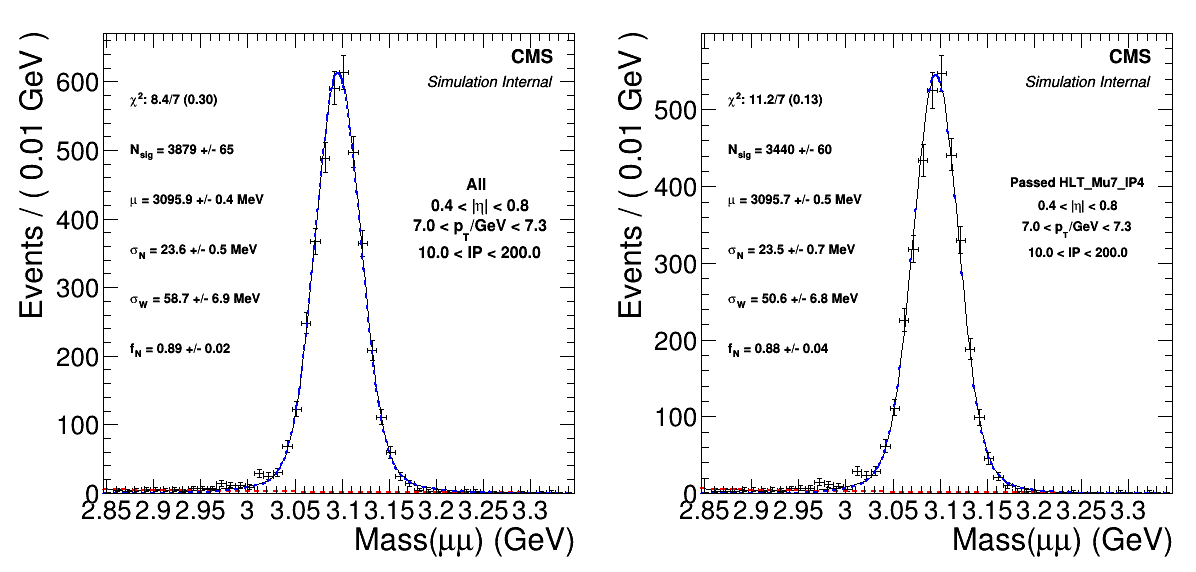 Events / ( 0.01 GeV )
CMS
Simulation Internal
χ²: 8.4/7 (0.30)
N_sig = 3879 +/- 65
μ = 3095.9 +/- 0.4 MeV
σ_N = 23.6 +/- 0.5 MeV
σ_W = 58.7 +/- 6.9 MeV
f_N = 0.89 +/- 0.02
All
0.4 < |η| < 0.8
7.0 < p_T/GeV < 7.3
10.0 < IP < 200.0
600
500
400
300
200
100
0
2.85 2.9 2.95 3 3.05 3.1 3.15 3.2 3.25 3.3
Mass(μμ) (GeV)
Events / ( 0.01 GeV )
CMS
Simulation Internal
χ²: 11.2/7 (0.13)
N_sig = 3440 +/- 60
μ = 3095.7 +/- 0.5 MeV
σ_N = 23.5 +/- 0.7 MeV
σ_W = 50.6 +/- 6.8 MeV
f_N = 0.88 +/- 0.04
Passed HLT_Mu7_IP4
0.4 < |η| < 0.8
7.0 < p_T/GeV < 7.3
10.0 < IP < 200.0
500
400
300
200
100
0
2.85 2.9 2.95 3 3.05 3.1 3.15 3.2 3.25 3.3
Mass(μμ) (GeV)